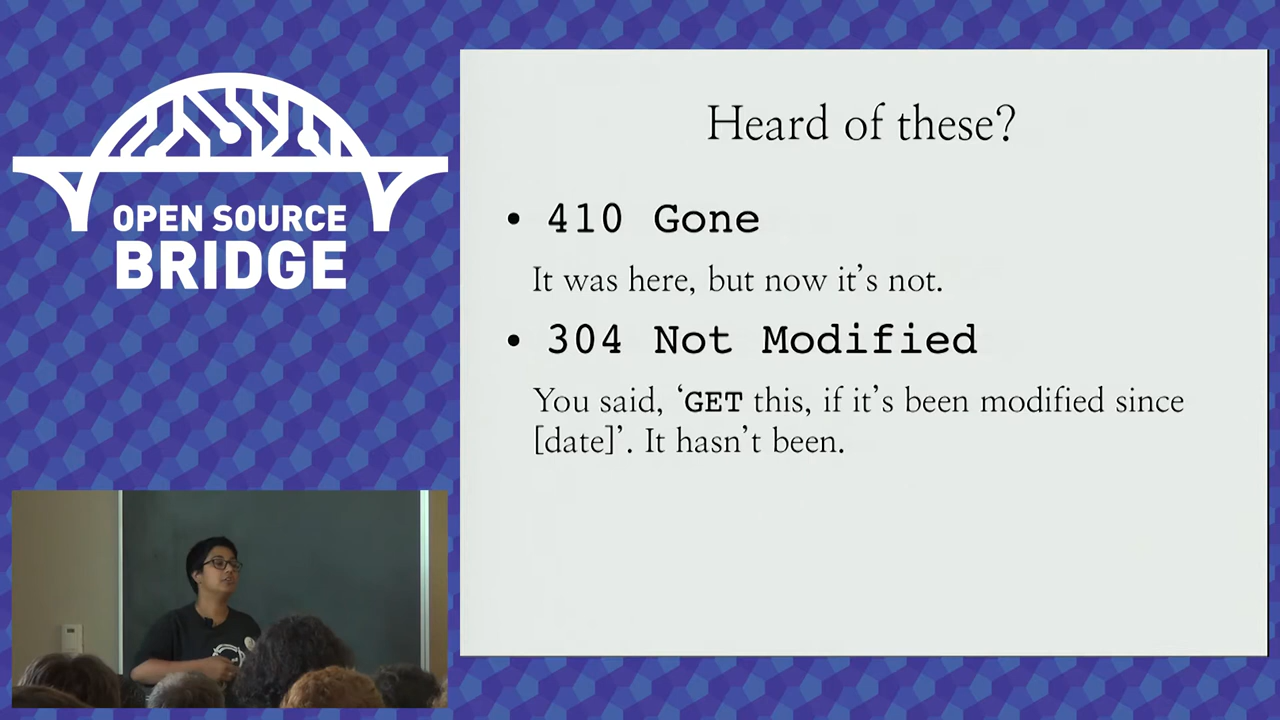 OPEN SOURCE
BRIDGE
Heard of these?
• 410 Gone
It was here, but now it’s not.
• 304 Not Modified
You said, ‘GET this, if it’s been modified since
[date]’. It hasn’t been.